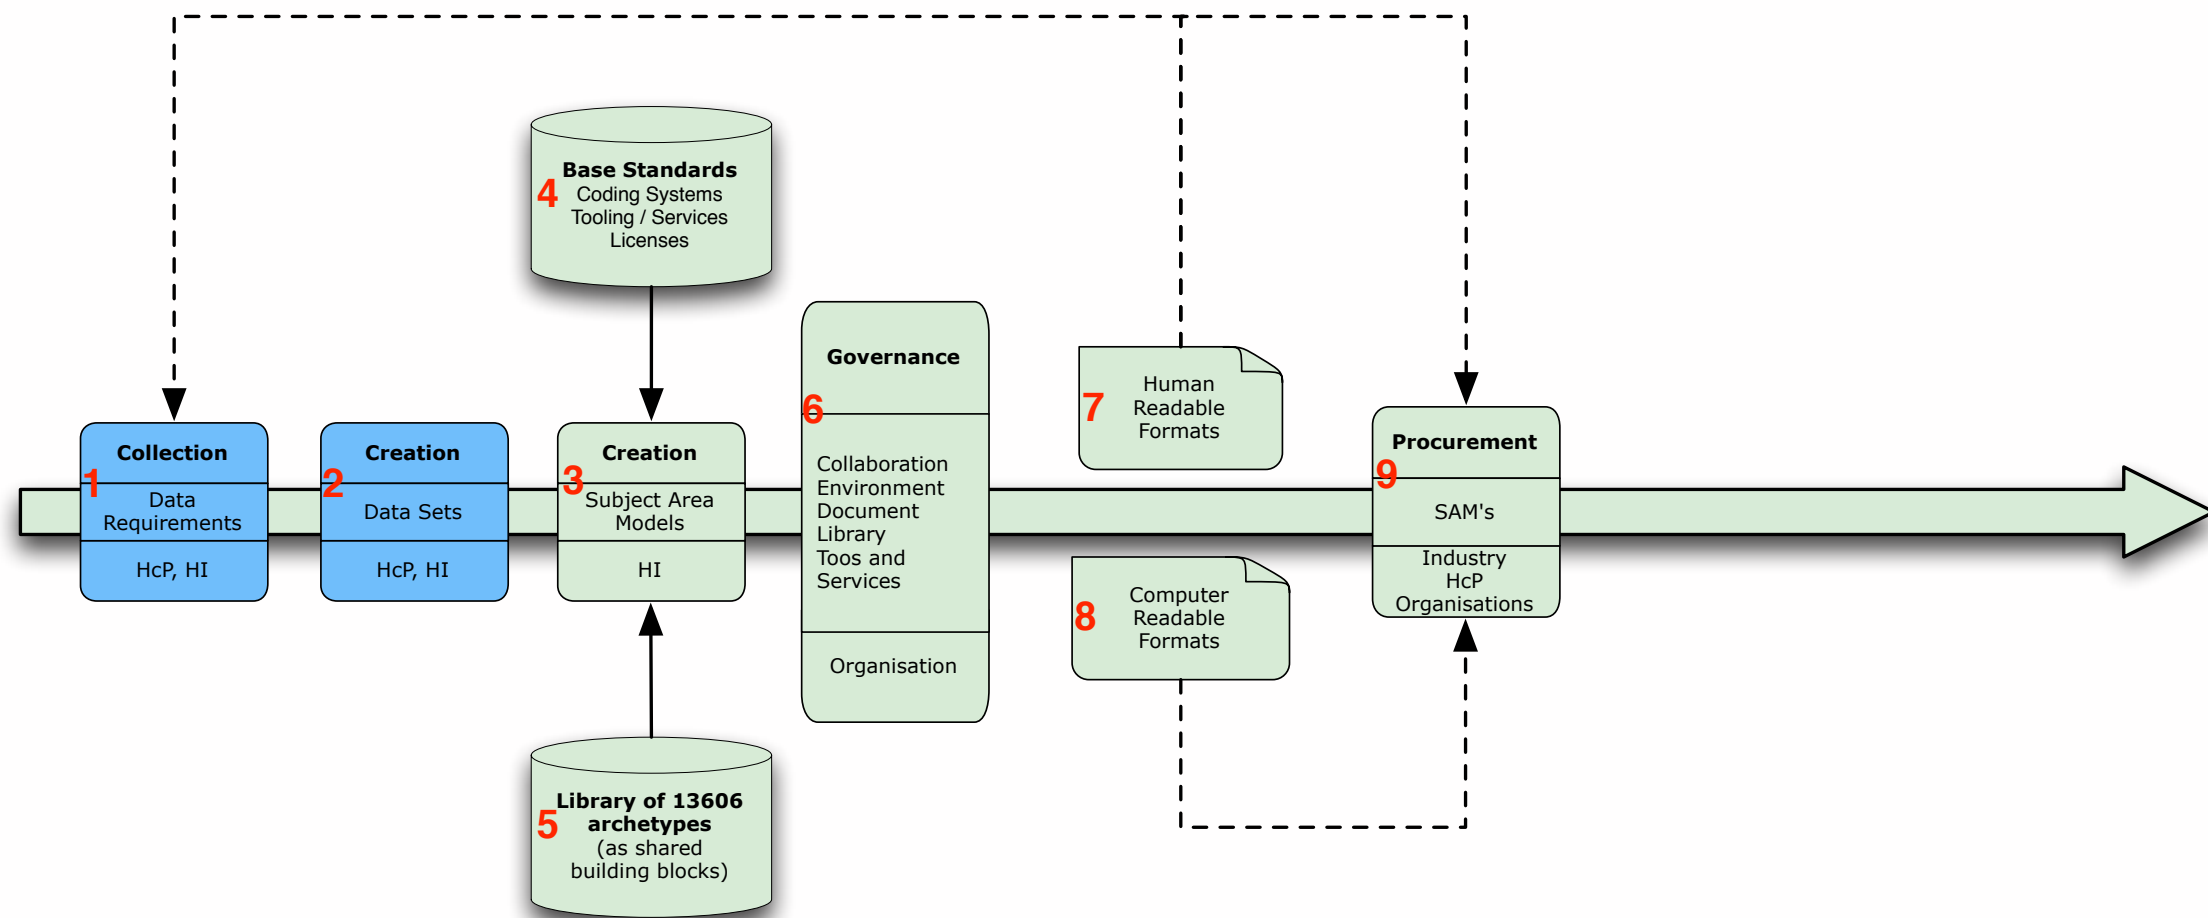 4
Base Standards
Coding Systems
Tooling / Services
Licenses
1
Collection
Data
Requirements
HcP, HI
2
Creation
Data Sets
HcP, HI
3
Creation
Subject Area
Models
HI
5
Library of 13606
archetypes
(as shared
building blocks)
6
Governance
Collaboration
Environment
Document
Library
Toos and
Services
Organisation
7
Human
Readable
Formats
8
Computer
Readable
Formats
9
Procurement
SAM's
Industry
HcP
Organisations